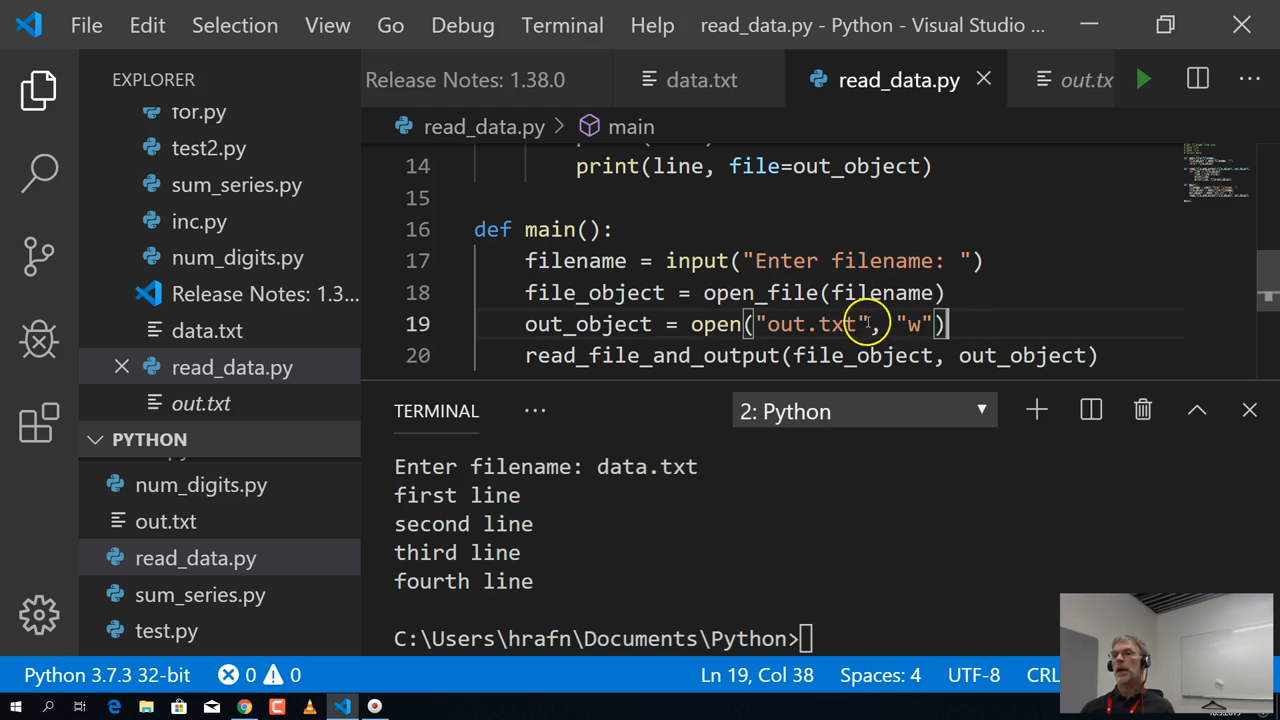 File Edit Selection View Go Debug Terminal Help read_data.py - Python - Visual Studio ...
EXPLORER
for.py
test2.py
sum_series.py
inc.py
num_digits.py
Release Notes: 1.3...
data.txt
read_data.py
out.txt
PYTHON
num_digits.py
out.txt
read_data.py
sum_series.py
test.py
Release Notes: 1.38.0 data.txt read_data.py out.tx
read_data.py > main
14 print(line, file=out_object)
15
16 def main():
17 filename = input("Enter filename: ")
18 file_object = open_file(filename)
19 out_object = open("out.txt", "w")
20 read_file_and_output(file_object, out_object)
TERMINAL ... 2: Python
Enter filename: data.txt
first line
second line
third line
fourth line
C:\Users\hrafn\Documents\Python>
Python 3.7.3 32-bit 0 0 Ln 19, Col 38 Spaces: 4 UTF-8 CRL